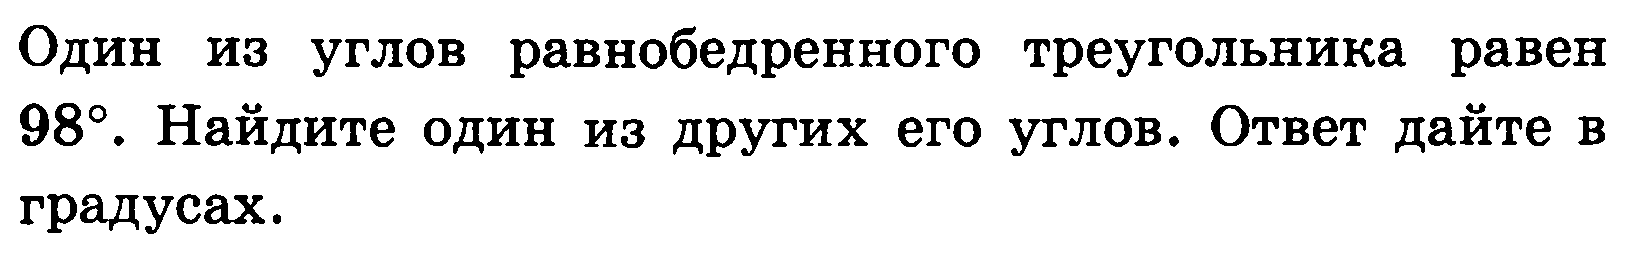 Один из углов равнобедренного треугольника равен
98°. Найдите один из других его углов. Ответ дайте в
градусах.